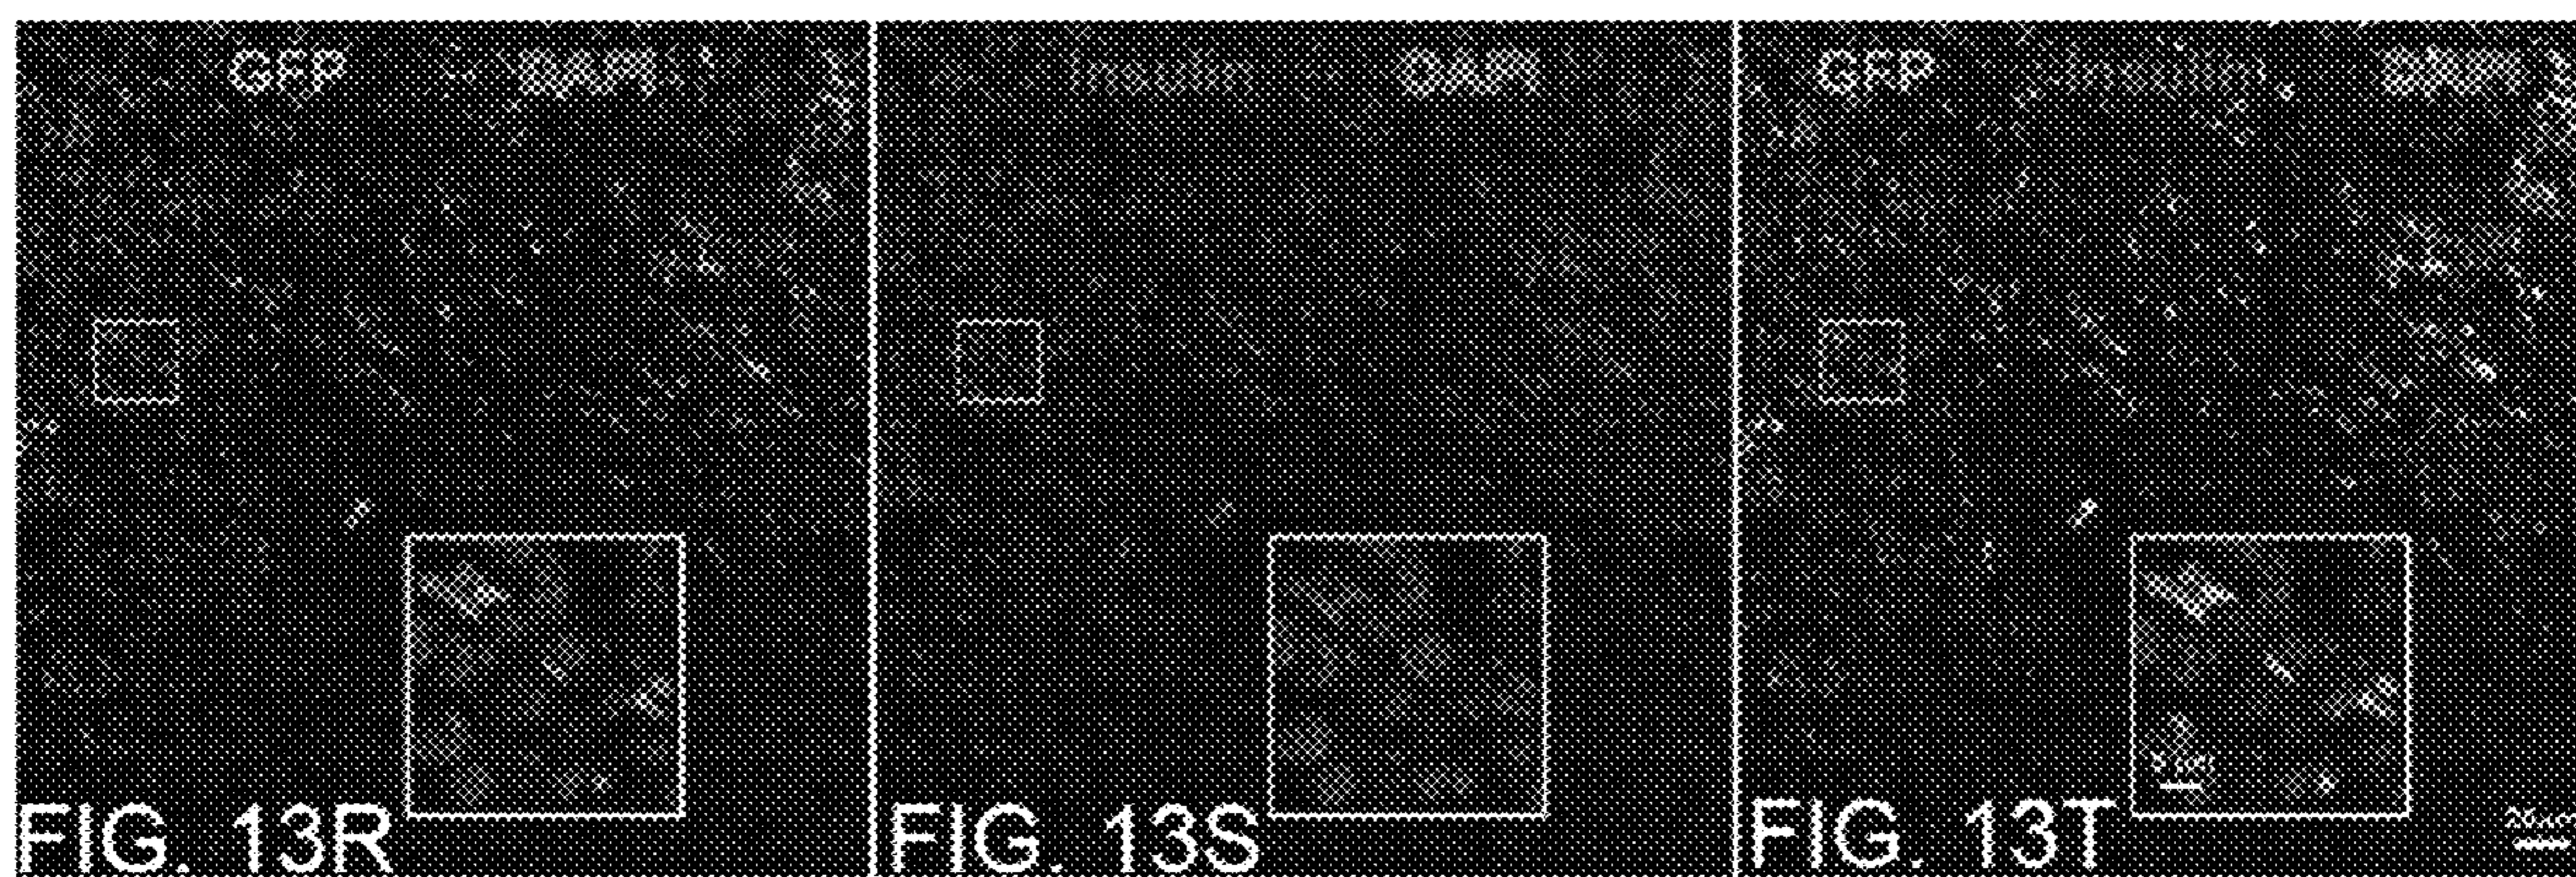 GFP DAPI
FIG. 13R
Insulin DAPI
FIG. 13S
GFP Insulin DAPI
FIG. 13T